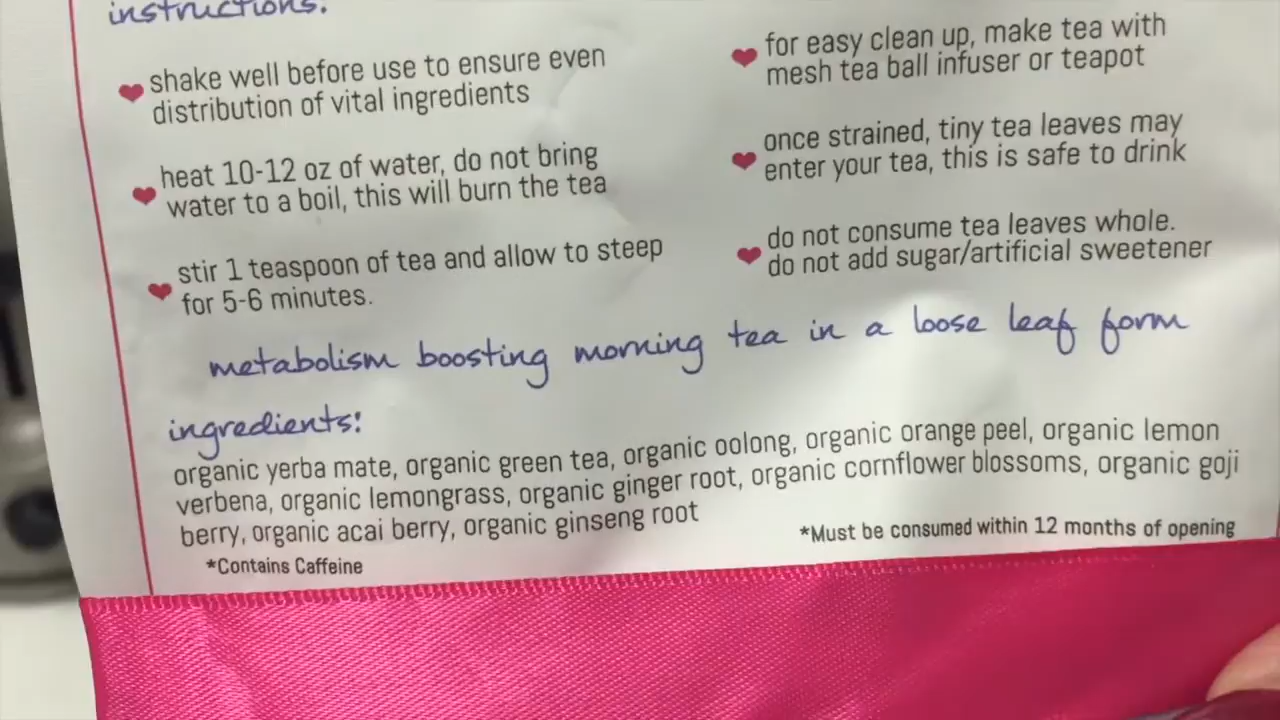 instructions:
shake well before use to ensure even
distribution of vital ingredients
heat 10-12 oz of water, do not bring
water to a boil, this will burn the tea
stir 1 teaspoon of tea and allow to steep
for 5-6 minutes.
for easy clean up, make tea with
mesh tea ball infuser or teapot
once strained, tiny tea leaves may
enter your tea, this is safe to drink
do not consume tea leaves whole.
do not add sugar/artificial sweetener
metabolism boosting morning tea in a loose leaf form
ingredients:
organic yerba mate, organic green tea, organic oolong, organic orange peel, organic lemon
verbena, organic lemongrass, organic ginger root, organic cornflower blossoms, organic goji
berry, organic acai berry, organic ginseng root
*Contains Caffeine
*Must be consumed within 12 months of opening